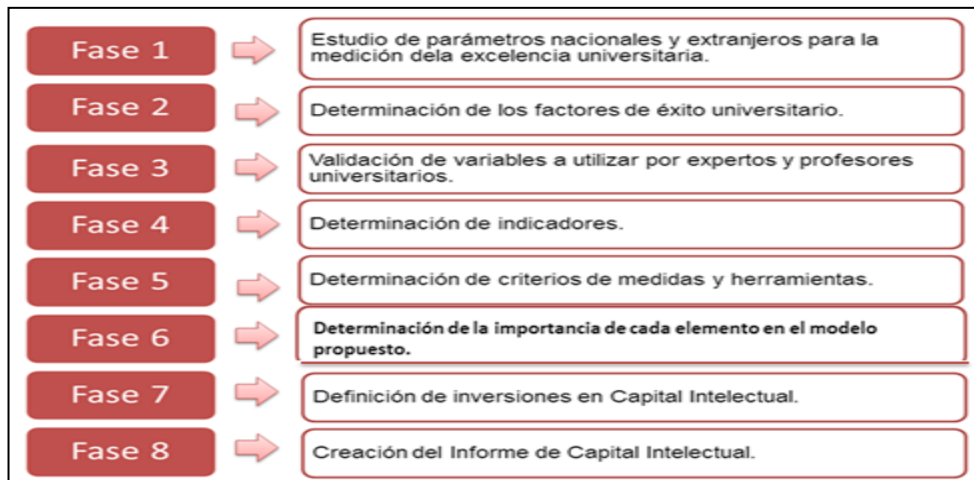 Fase 1
Estudio de parámetros nacionales y extranjeros para la
medición dela excelencia universitaria.
Fase 2
Determinación de los factores de éxito universitario.
Fase 3
Validación de variables a utilizar por expertos y profesores
universitarios.
Fase 4
Determinación de indicadores.
Fase 5
Determinación de criterios de medidas y herramientas.
Fase 6
Determinación de la importancia de cada elemento en el modelo
propuesto.
Fase 7
Definición de inversiones en Capital Intelectual.
Fase 8
Creación del Informe de Capital Intelectual.